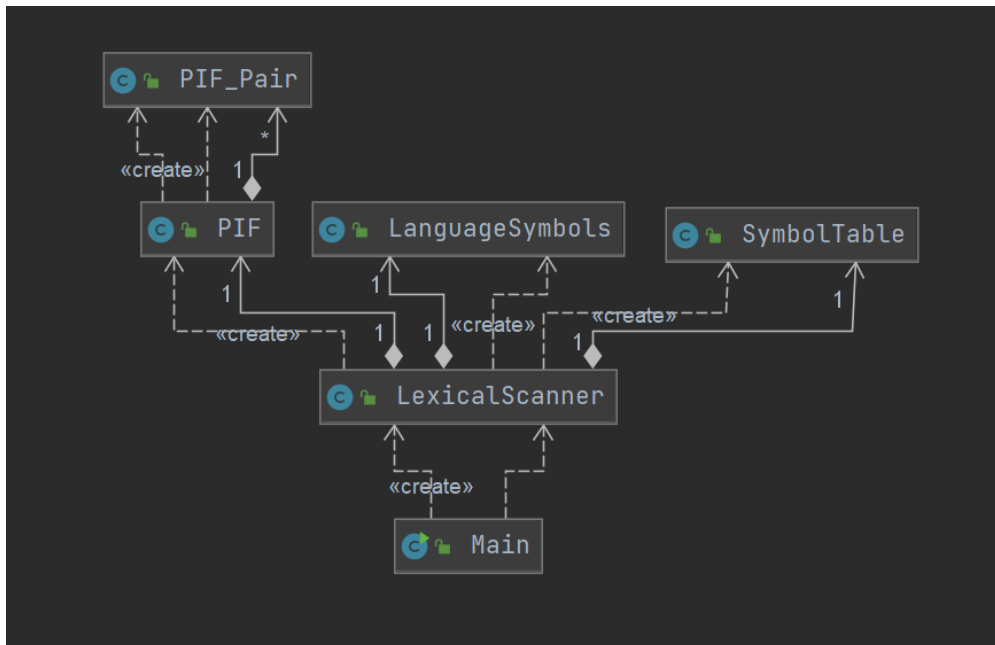 PIF_Pair
*
«create»
1
PIF
LanguageSymbols
SymbolTable
1
1
1
«create»
1
1
«create»
«create»
1
LexicalScanner
«create»
Main